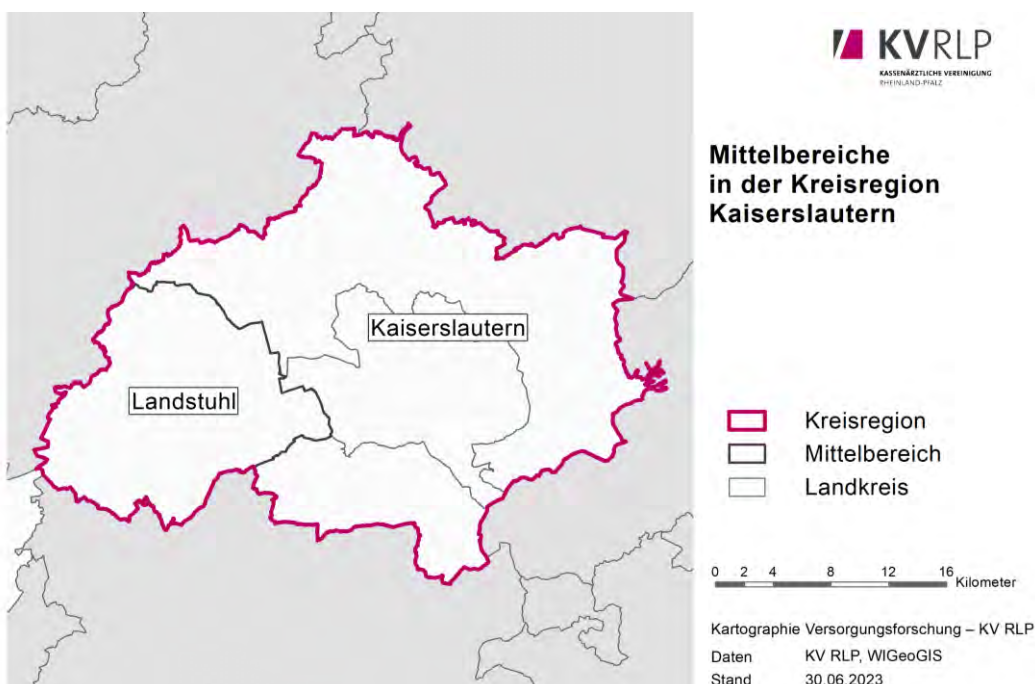 KVRLP
KASSENÄRZTLICHE VEREINIGUNG
RHEINLAND-PFALZ
Mittelbereiche
in der Kreisregion
Kaiserslautern
Kaiserslautern
Landstuhl
Kreisregion
Mittelbereich
Landkreis
0 2 4 8 12 16 Kilometer
Kartographie Versorgungsforschung – KV RLP
Daten KV RLP, WIGeoGIS
Stand 30.06.2023